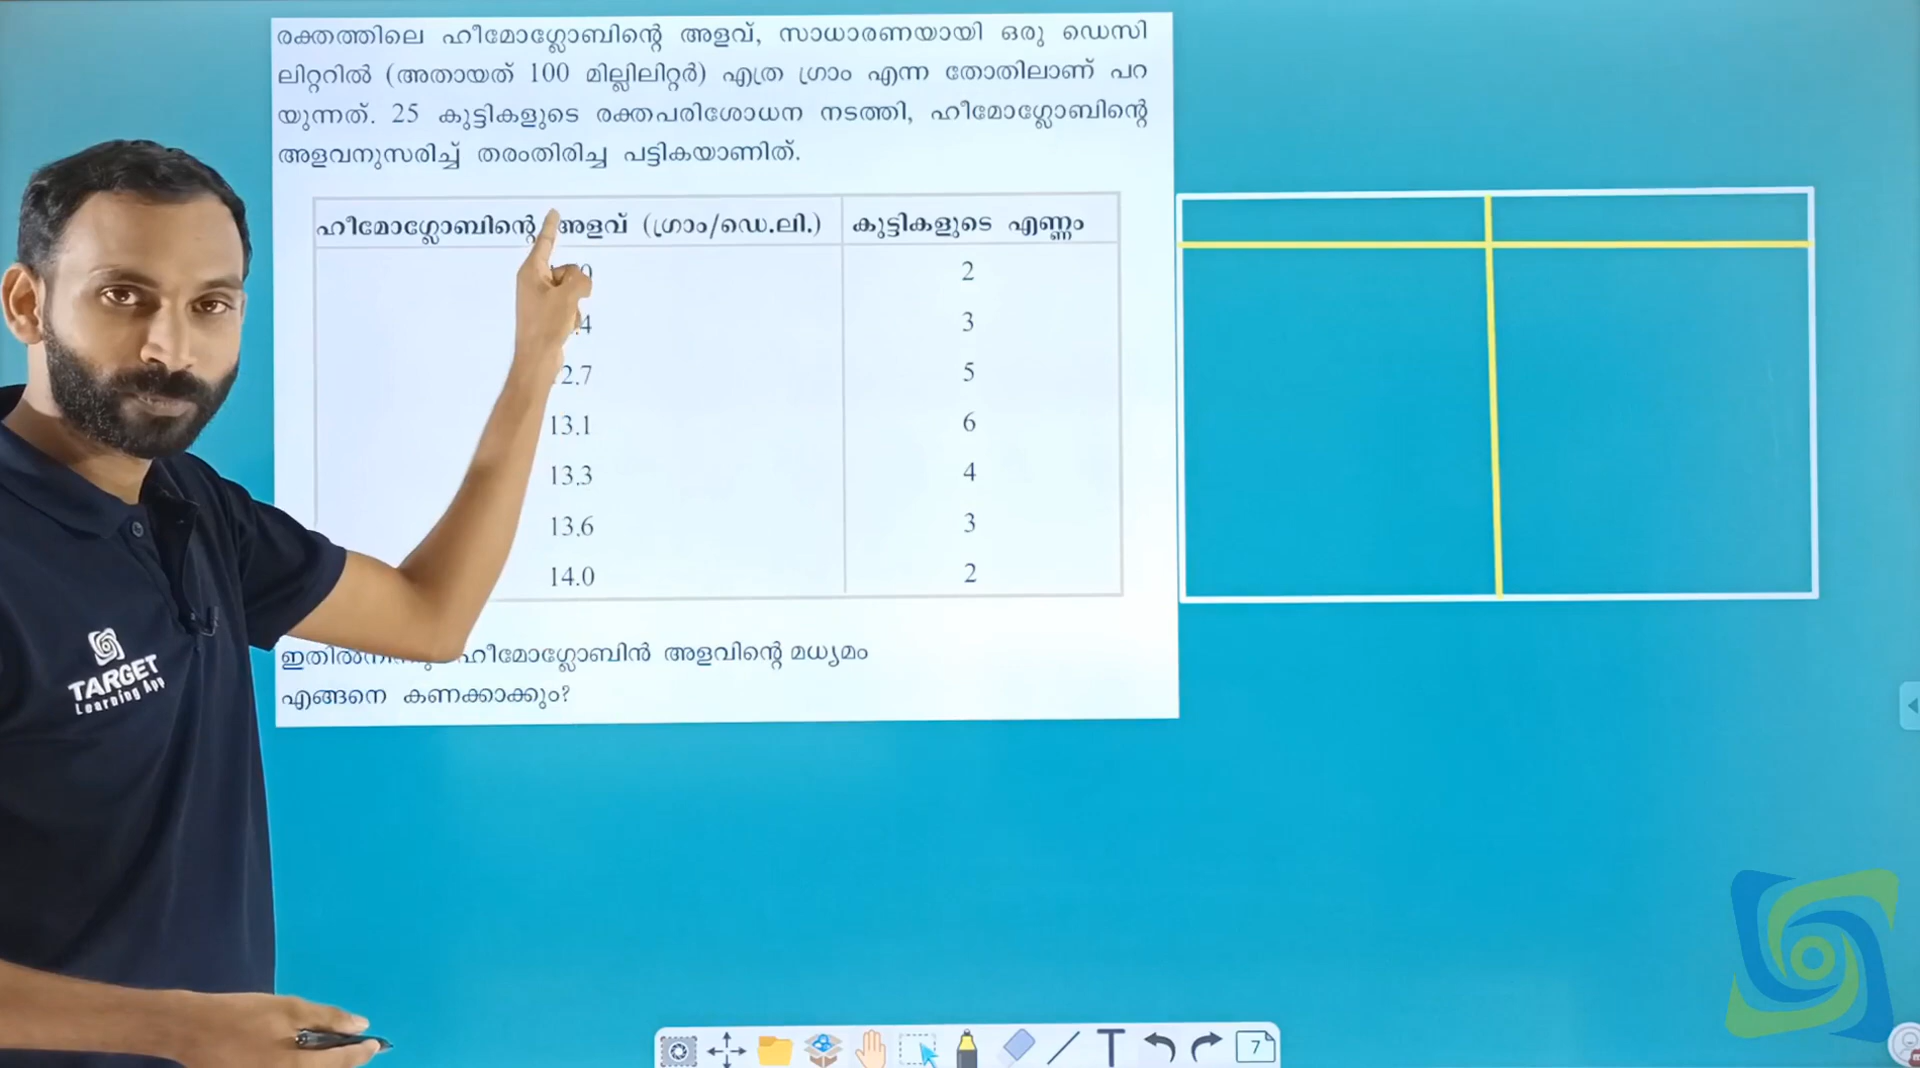 രക്തത്തിലെ ഹീമോഗ്ലോബിന്റെ അളവ്, സാധാരണയായി ഒരു ഡെസി
ലിറ്ററിൽ (അതായത് 100 മില്ലിലിറ്റർ) എത്ര ഗ്രാം എന്ന തോതിലാണ് പറ
യുന്നത്. 25 കുട്ടികളുടെ രക്തപരിശോധന നടത്തി, ഹീമോഗ്ലോബിന്റെ
അളവനുസരിച്ച് തരംതിരിച്ച പട്ടികയാണിത്.
ഹീമോഗ്ലോബിന്റെ അളവ് (ഗ്രാം/ഡെ.ലി.) കുട്ടികളുടെ എണ്ണം
2
3
5
13.1 6
13.3 4
13.6 3
14.0 2
ഹീമോഗ്ലോബിൻ അളവിന്റെ മധ്യമം
എങ്ങനെ കണക്കാക്കും?
TARGET
Learning App
T
7